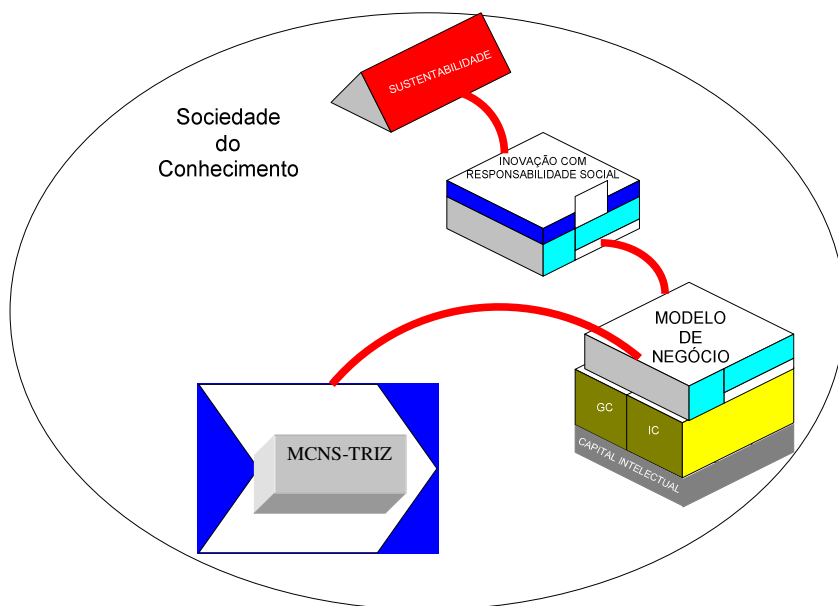 SUSTENTABILIDADE
Sociedade
do
Conhecimento
INOVAÇÃO COM
RESPONSABILIDADE SOCIAL
MODELO
DE
NEGÓCIO
GC
IC
CAPITAL INTELECTUAL
MCNS-TRIZ